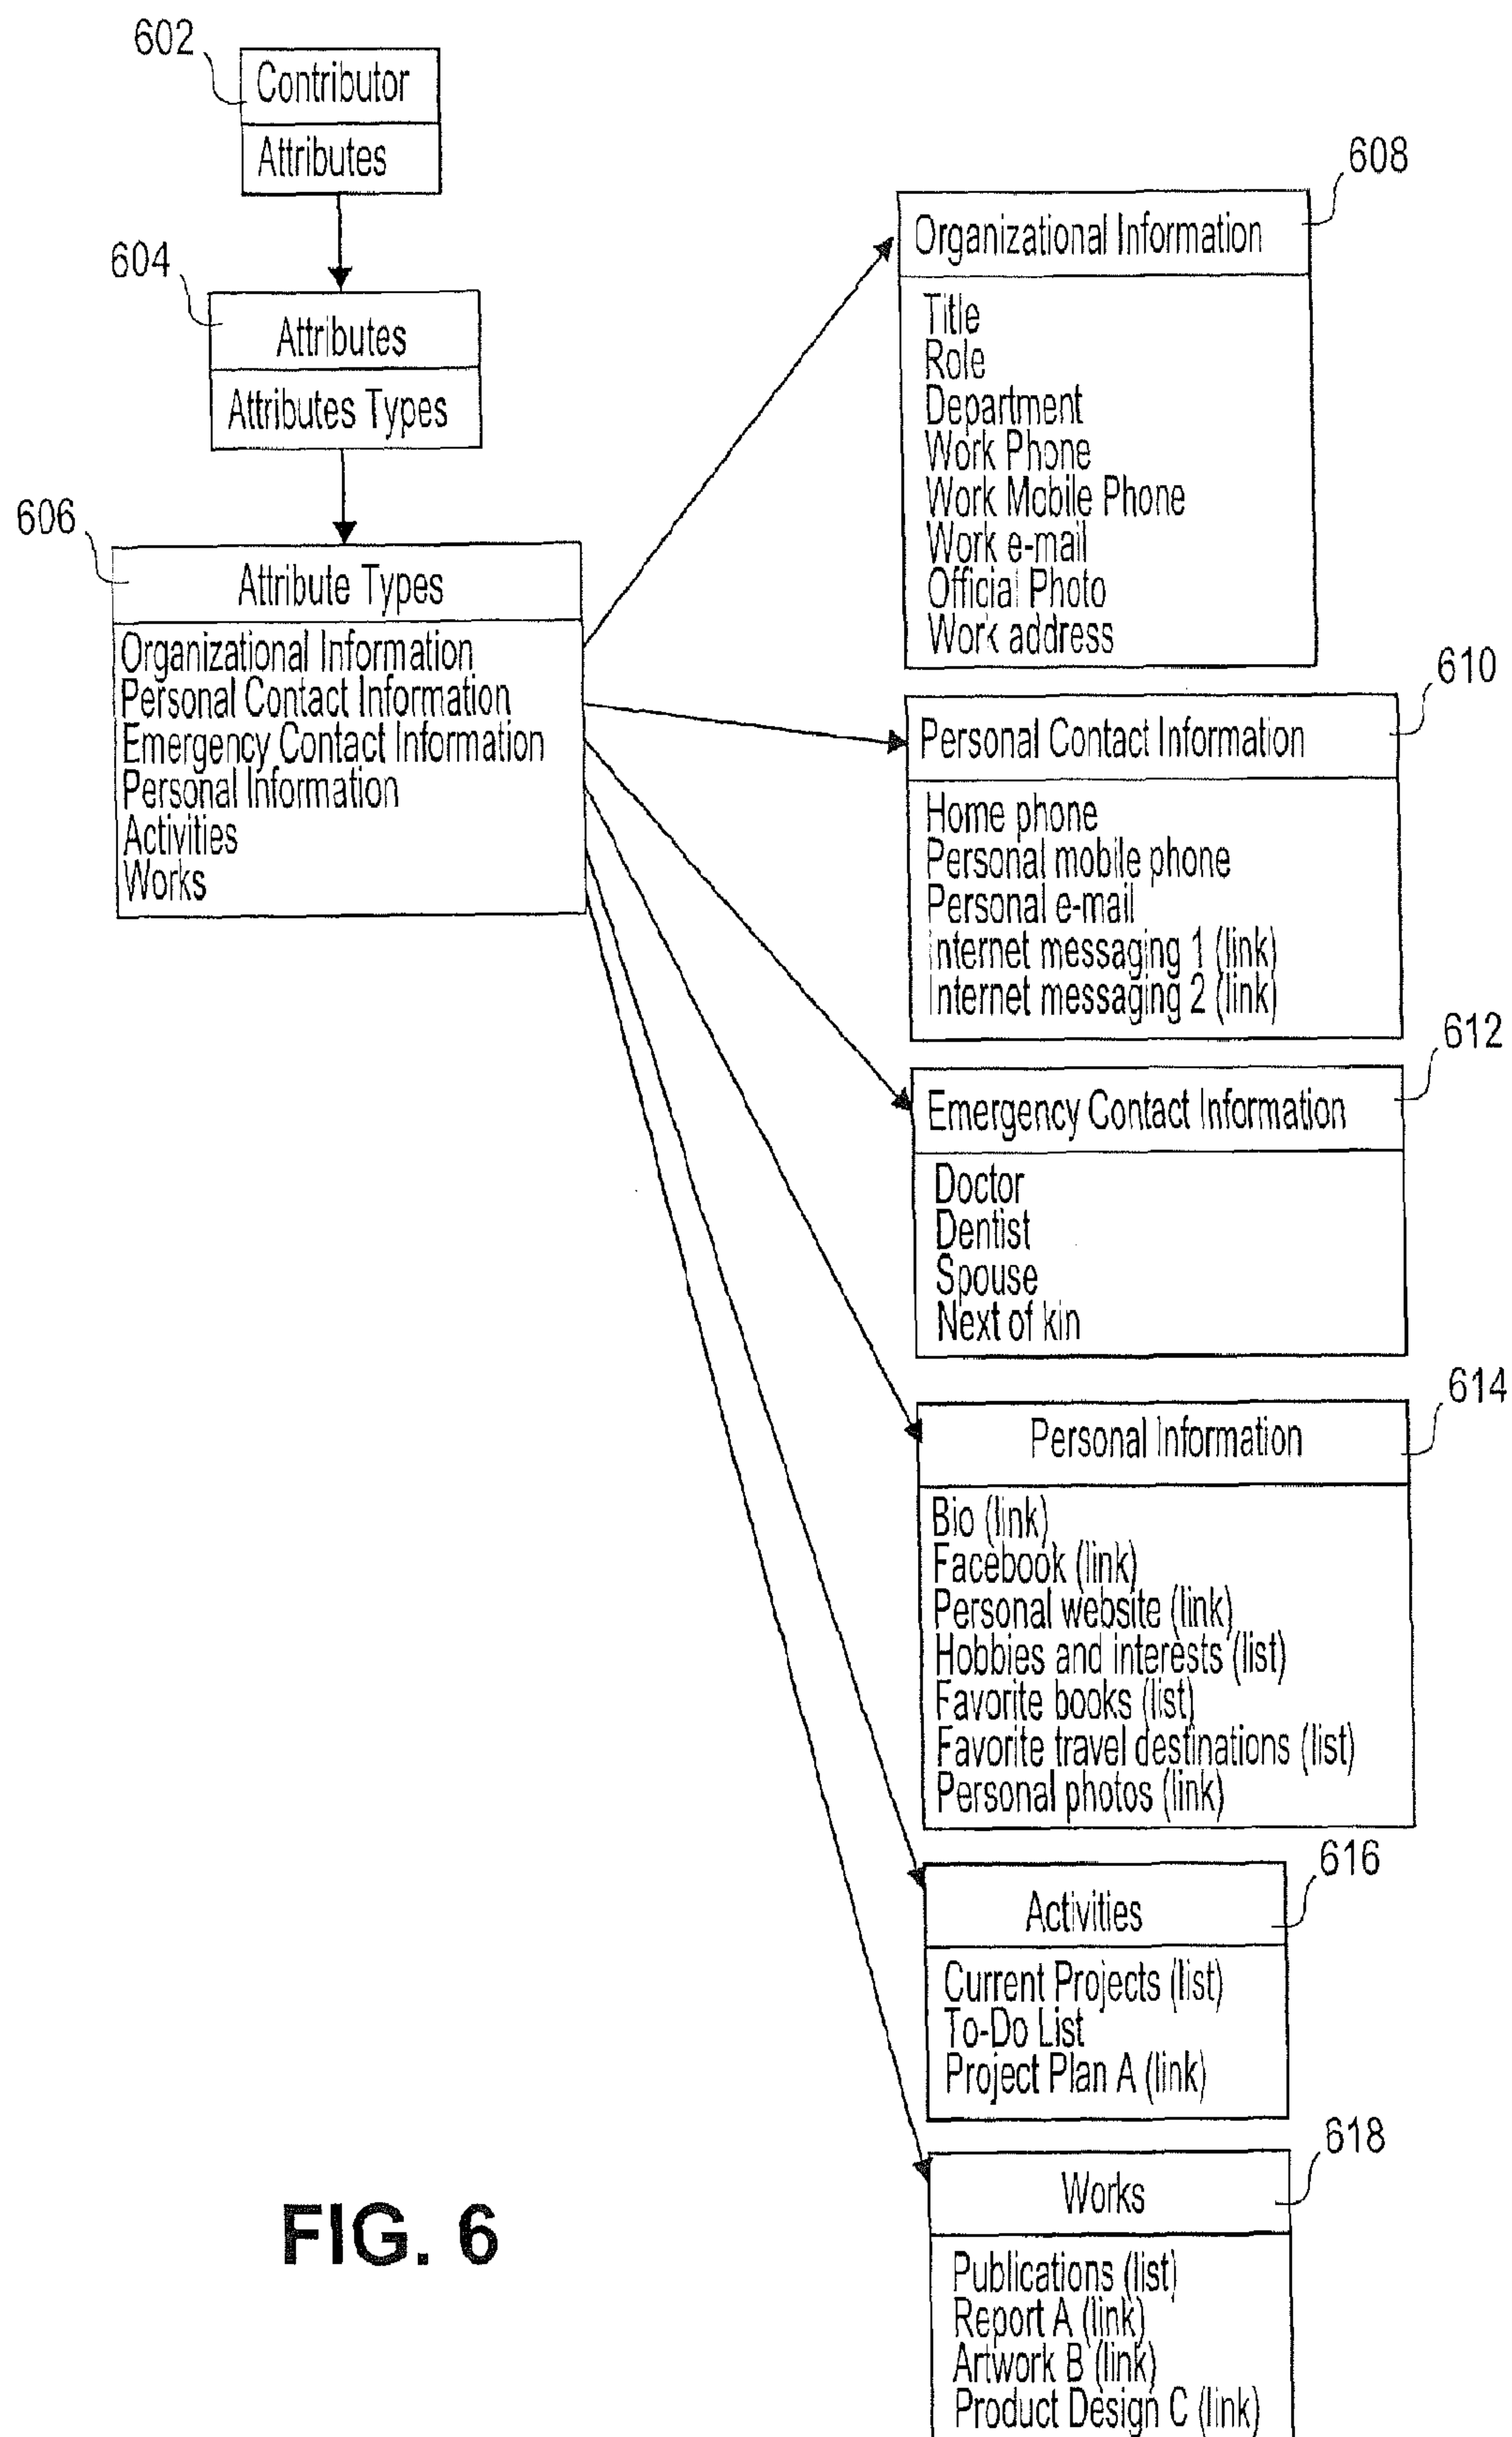 602
Contributor
Attributes
604
Attributes
Attributes Types
606
Attribute Types
Organizational Information
Personal Contact Information
Emergency Contact Information
Personal Information
Activities
Works
608
Organizational Information
Title
Role
Department
Work Phone
Work Mobile Phone
Work e-mail
Official Photo
Work address
610
Personal Contact Information
Home phone
Personal mobile phone
Personal e-mail
Internet messaging 1 (link)
Internet messaging 2 (link)
612
Emergency Contact Information
Doctor
Dentist
Spouse
Next of kin
614
Personal Information
Bio (link)
Facebook (link)
Personal website (link)
Hobbies and interests (list)
Favorite books (list)
Favorite travel destinations (list)
Personal photos (link)
616
Activities
Current Projects (list)
To-Do List
Project Plan A (link)
618
Works
Publications (list)
Report A (link)
Artwork B (link)
Product Design C (link)
FIG. 6